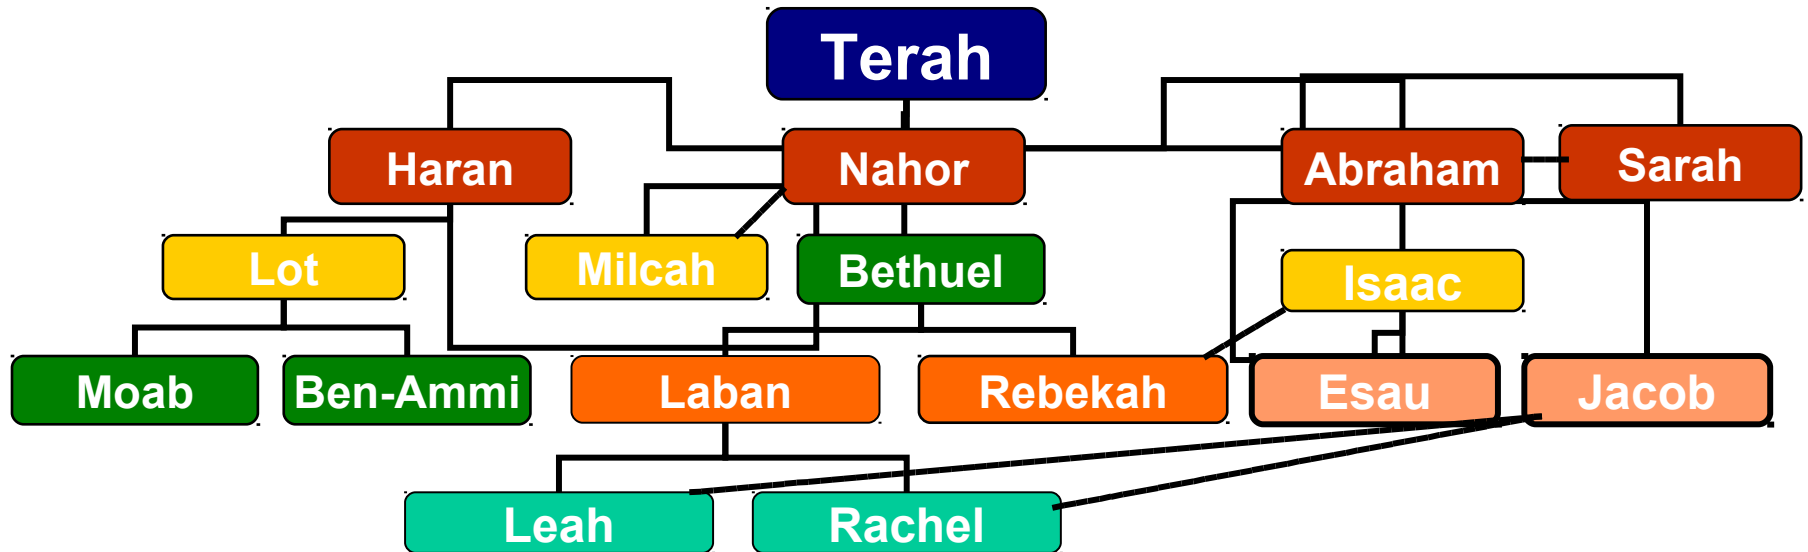 Terah
Haran
Nahor
Abraham
Sarah
Lot
Milcah
Bethuel
Isaac
Moab
Ben-Ammi
Laban
Rebekah
Esau
Jacob
Leah
Rachel